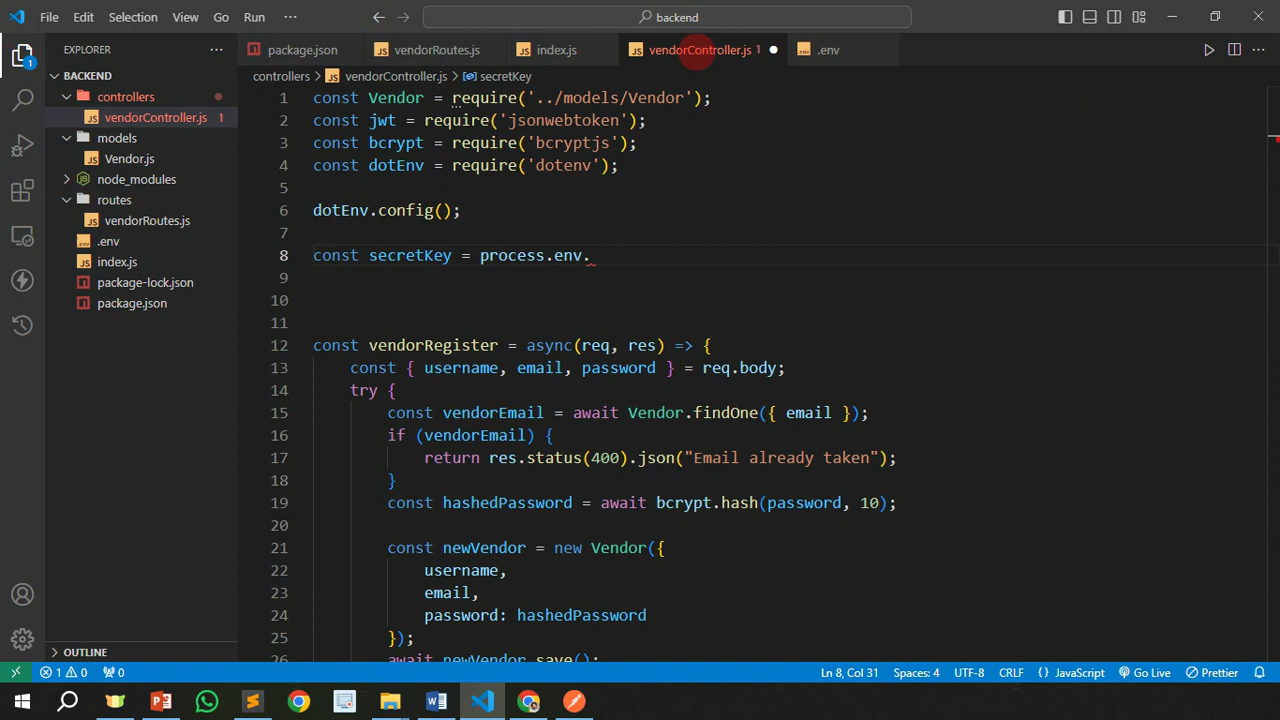 File Edit Selection View Go Run ··· backend
EXPLORER ···
package.json vendorRoutes.js index.js vendorController.js 1 .env
BACKEND
controllers
vendorController.js 1
models
Vendor.js
node_modules
routes
vendorRoutes.js
.env
index.js
package-lock.json
package.json
OUTLINE
controllers > vendorController.js > secretKey
1 const Vendor = require('../models/Vendor');
2 const jwt = require('jsonwebtoken');
3 const bcrypt = require('bcryptjs');
4 const dotEnv = require('dotenv');
5
6 dotEnv.config();
7
8 const secretKey = process.env.
9
10
11
12 const vendorRegister = async(req, res) => {
13 const { username, email, password } = req.body;
14 try {
15 const vendorEmail = await Vendor.findOne({ email });
16 if (vendorEmail) {
17 return res.status(400).json("Email already taken");
18 }
19 const hashedPassword = await bcrypt.hash(password, 10);
20
21 const newVendor = new Vendor({
22 username,
23 email,
24 password: hashedPassword
25 });
26 await newVendor.save();
1 0 0 Ln 8, Col 31 Spaces: 4 UTF-8 CRLF { } JavaScript Go Live Prettier